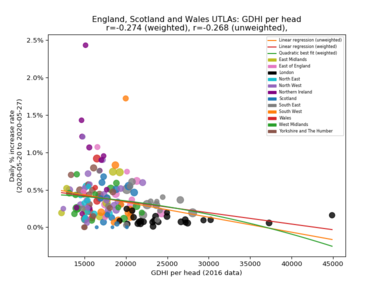 England, Scotland and Wales UTLAs: GDHI per head
r=-0.274 (weighted), r=-0.268 (unweighted),
Linear regression (unweighted)
Linear regression (weighted)
Quadratic best fit (weighted)
East Midlands
East of England
London
North East
North West
Northern Ireland
Scotland
South East
South West
Wales
West Midlands
Yorkshire and The Humber
Daily % increase rate
(2020-05-20 to 2020-05-27)
2.5%
2.0%
1.5%
1.0%
0.5%
0.0%
15000
20000
25000
30000
35000
40000
45000
GDHI per head (2016 data)